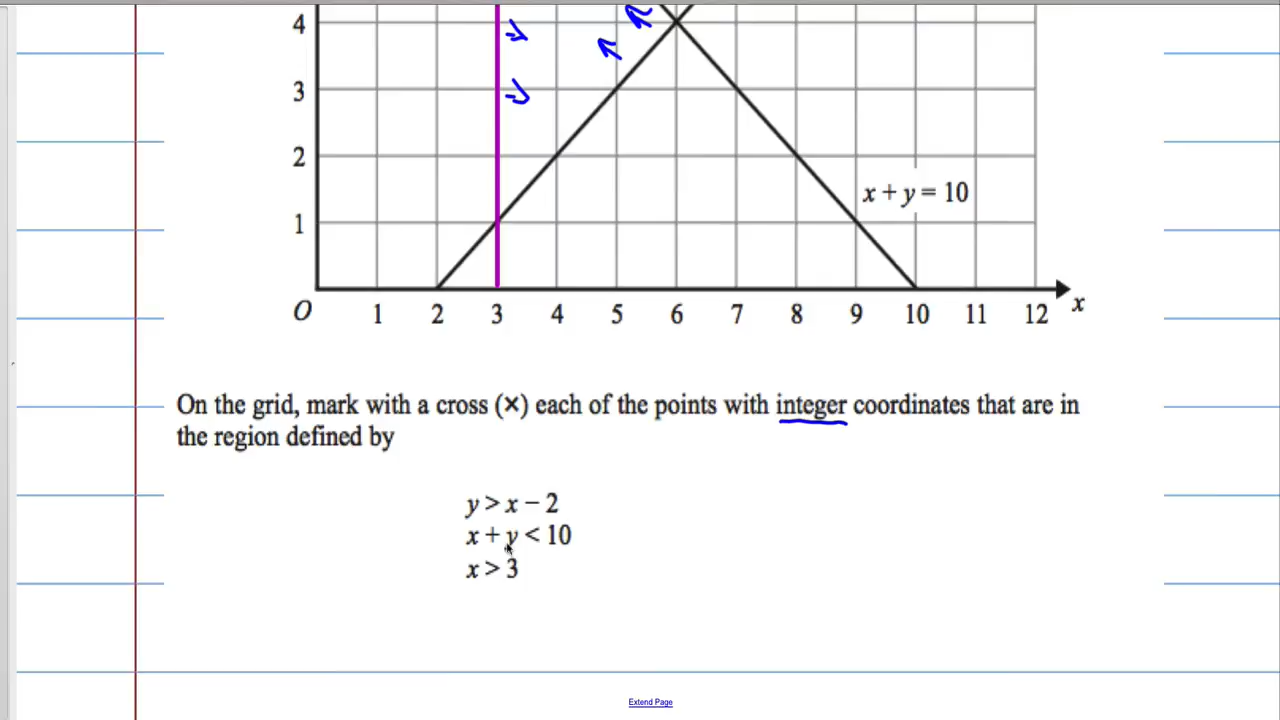 4
3
2
x + y = 10
1
O 1 2 3 4 5 6 7 8 9 10 11 12 x
On the grid, mark with a cross (×) each of the points with integer coordinates that are in
the region defined by
y > x − 2
x + y < 10
x > 3
Extend Page